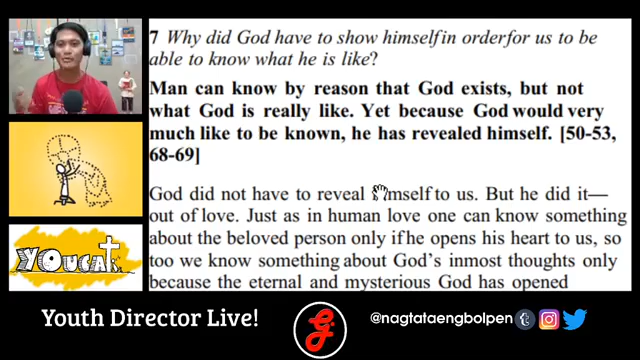 7 Why did God have to show himselfin orderfor us to be
able to know what he is like?
Man can know by reason that God exists, but not
what God is really like. Yet because God would very
much like to be known, he has revealed himself. [50-53,
68-69]
God did not have to reveal himself to us. But he did it—
out of love. Just as in human love one can know something
about the beloved person only if he opens his heart to us, so
too we know something about God's inmost thoughts only
because the eternal and mysterious God has opened
YOUCAT
Youth Director Live!
G
@nagtataengbolpen